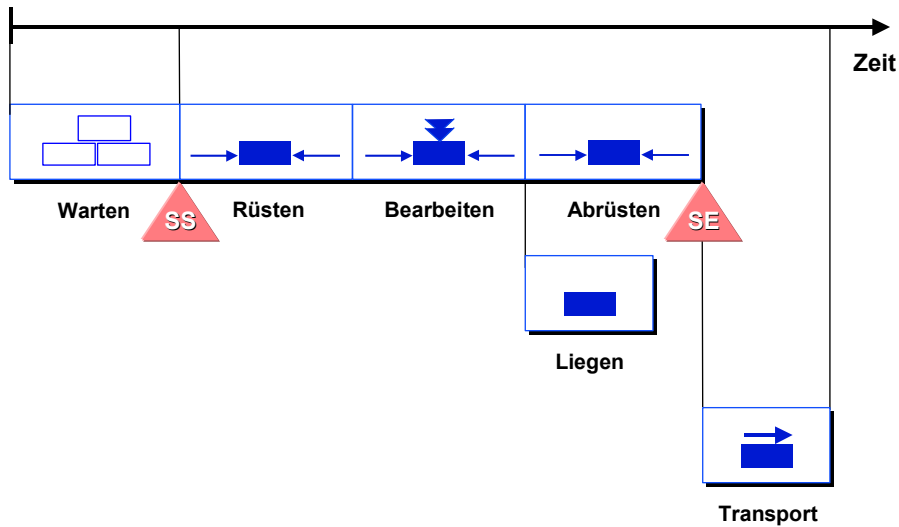 Zeit
Warten
SS
Rüsten
Bearbeiten
Abrüsten
SE
Liegen
Transport